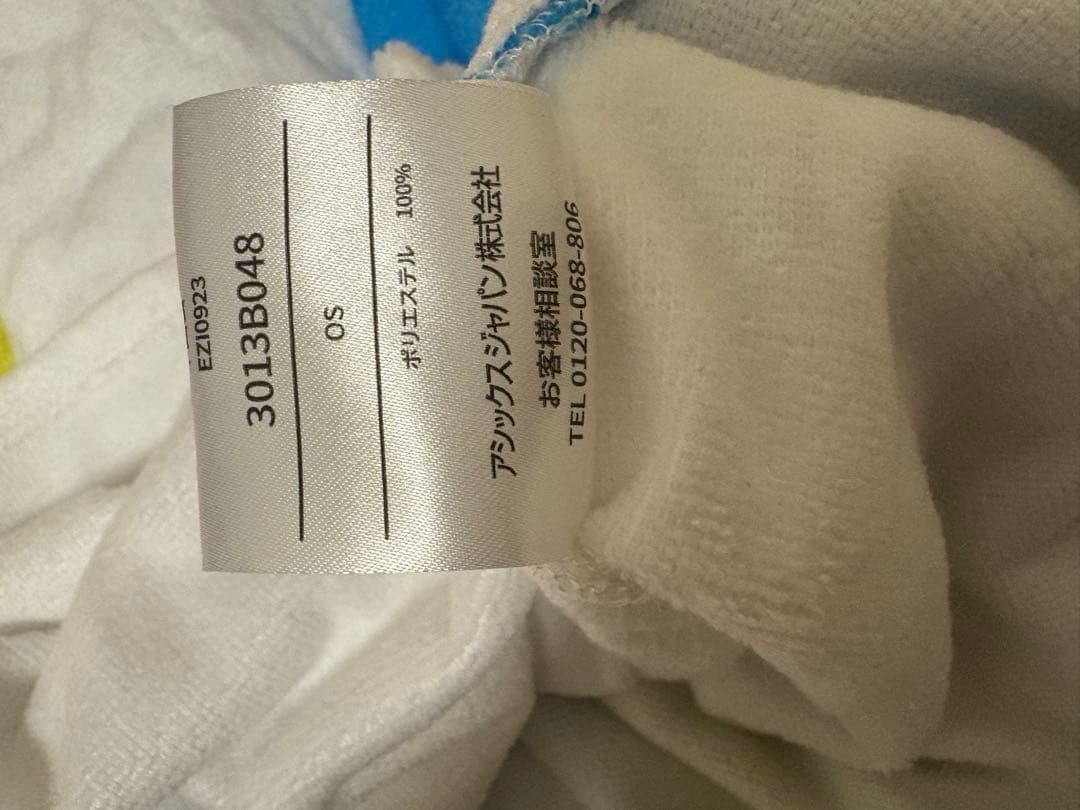 EZI0923
3013B048
OS
ポリエステル 100%
アシックスジャパン株式会社
お客様相談室
TEL 0120-068-806